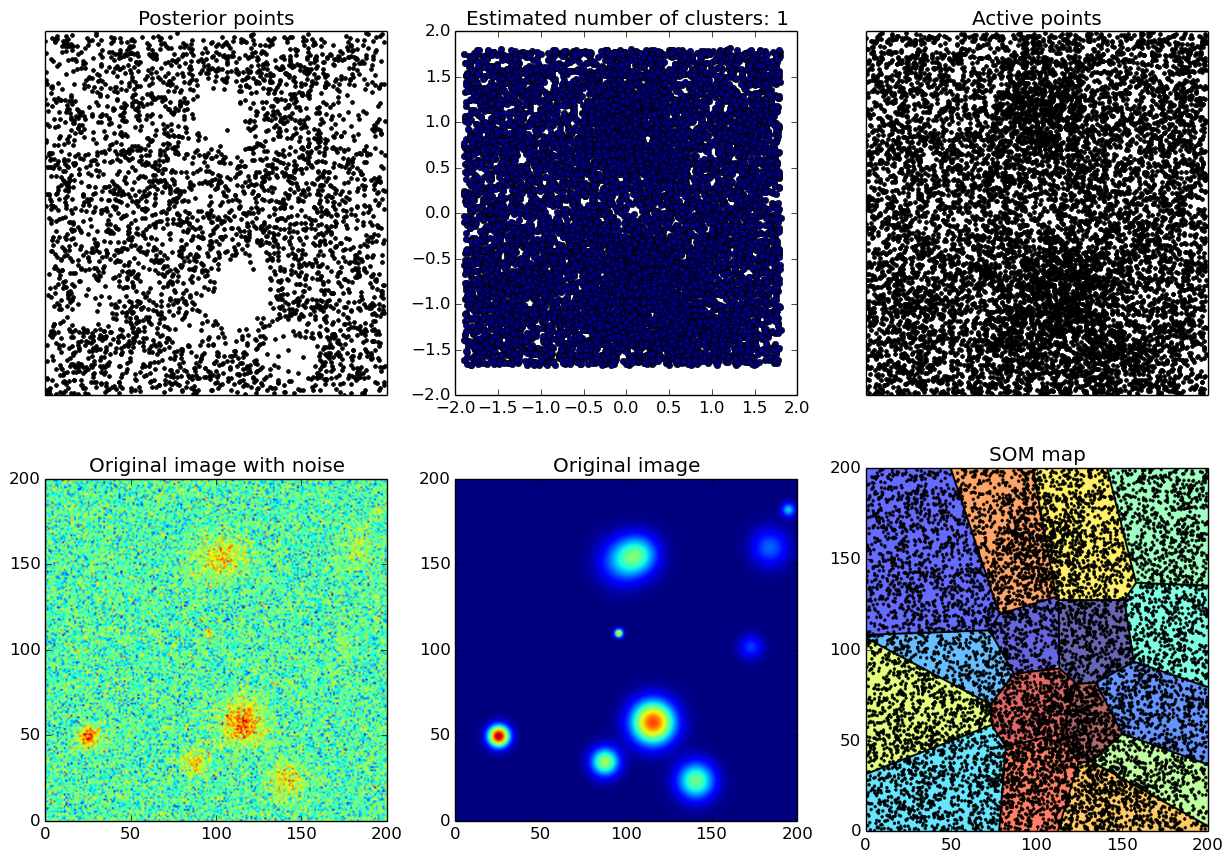 Posterior points
Estimated number of clusters: 1
Active points
2.0
1.5
1.0
0.5
0.0
−0.5
−1.0
−1.5
−2.0
−2.0 −1.5 −1.0 −0.5 0.0 0.5 1.0 1.5 2.0
Original image with noise
Original image
SOM map
200
150
100
50
0
0 50 100 150 200
200
150
100
50
0
0 50 100 150 200
200
150
100
50
0
0 50 100 150 200